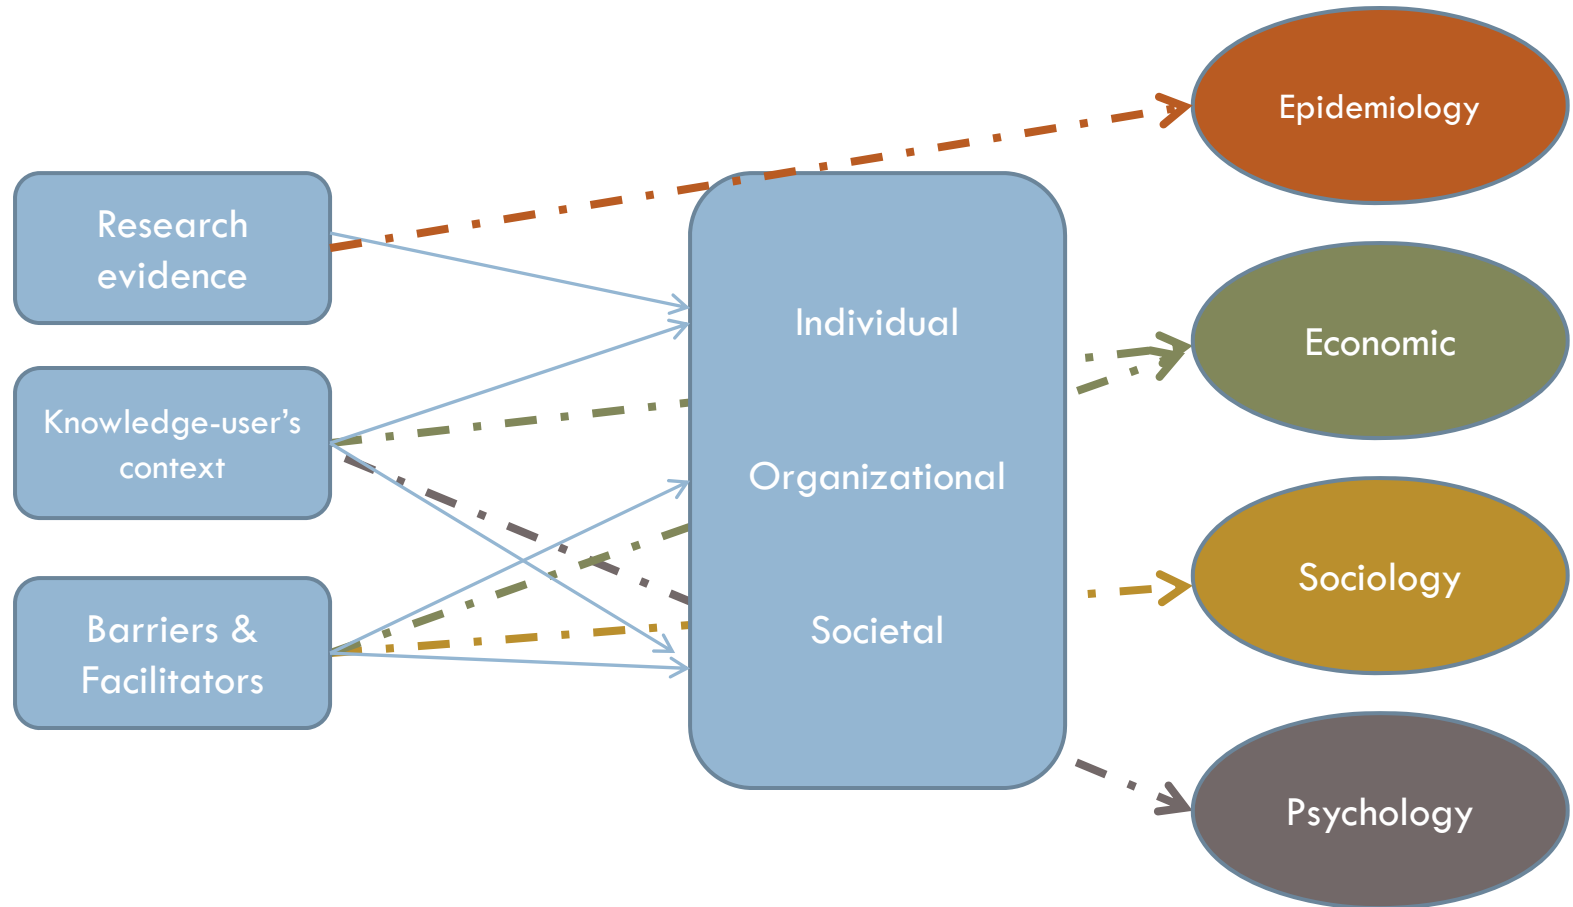 Research
evidence
Knowledge-user’s
context
Barriers &
Facilitators
Individual
Organizational
Societal
Epidemiology
Economic
Sociology
Psychology